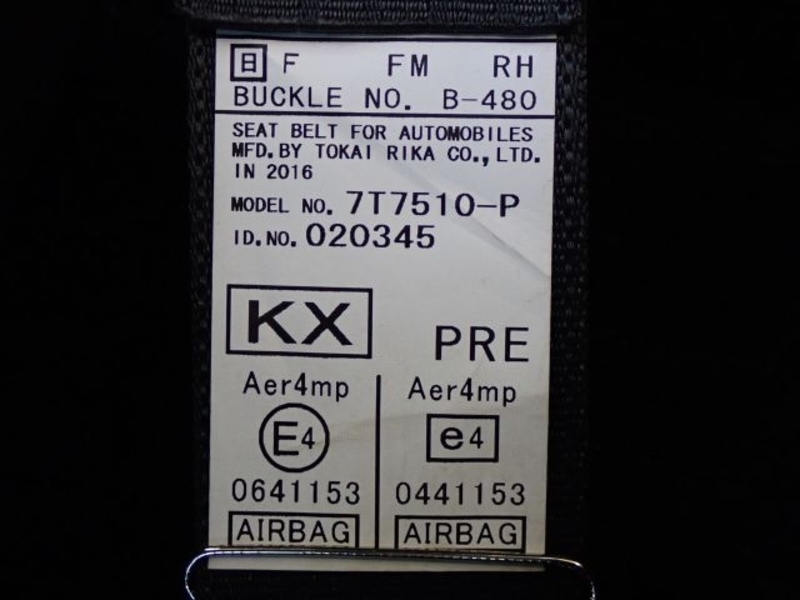 日 F FM RH
BUCKLE NO. B-480
SEAT BELT FOR AUTOMOBILES
MFD.BY TOKAI RIKA CO.,LTD.
IN 2016
MODEL NO. 7T7510-P
ID.NO. 020345
KX PRE
Aer4mp Aer4mp
E4 e4
0641153 0441153
AIRBAG AIRBAG